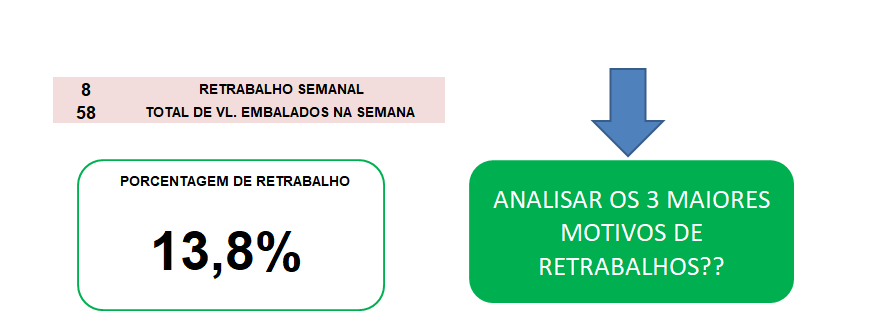 8 RETRABALHO SEMANAL
58 TOTAL DE VL. EMBALADOS NA SEMANA
PORCENTAGEM DE RETRABALHO
13,8%
ANALISAR OS 3 MAIORES
MOTIVOS DE
RETRABALHOS??